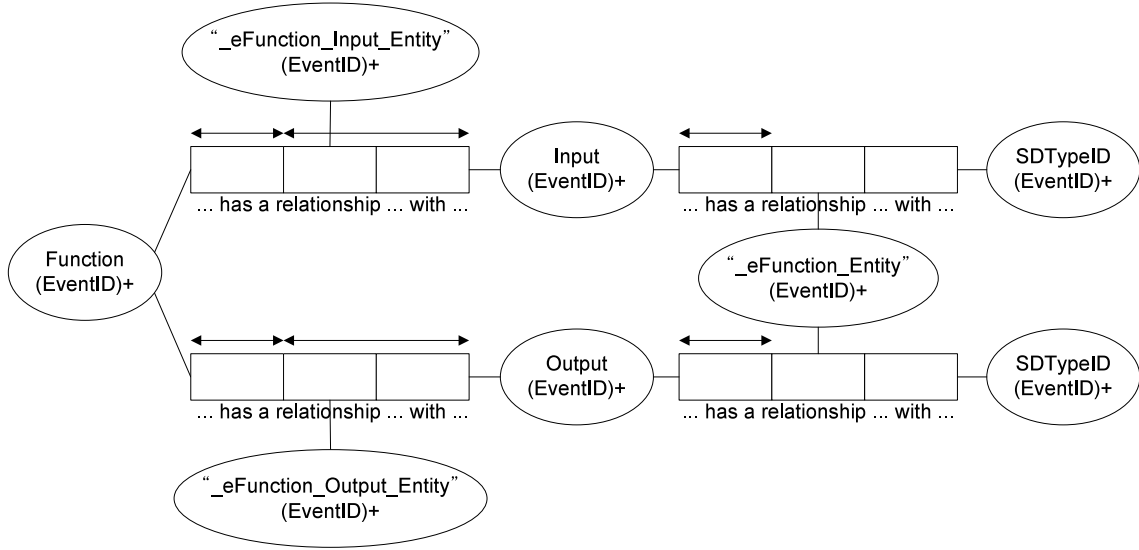 “_eFunction_Input_Entity”
(EventID)+
Input
(EventID)+
SDTypeID
(EventID)+
... has a relationship ... with ...
... has a relationship ... with ...
Function
(EventID)+
“_eFunction_Entity”
(EventID)+
Output
(EventID)+
SDTypeID
(EventID)+
... has a relationship ... with ...
... has a relationship ... with ...
“_eFunction_Output_Entity”
(EventID)+